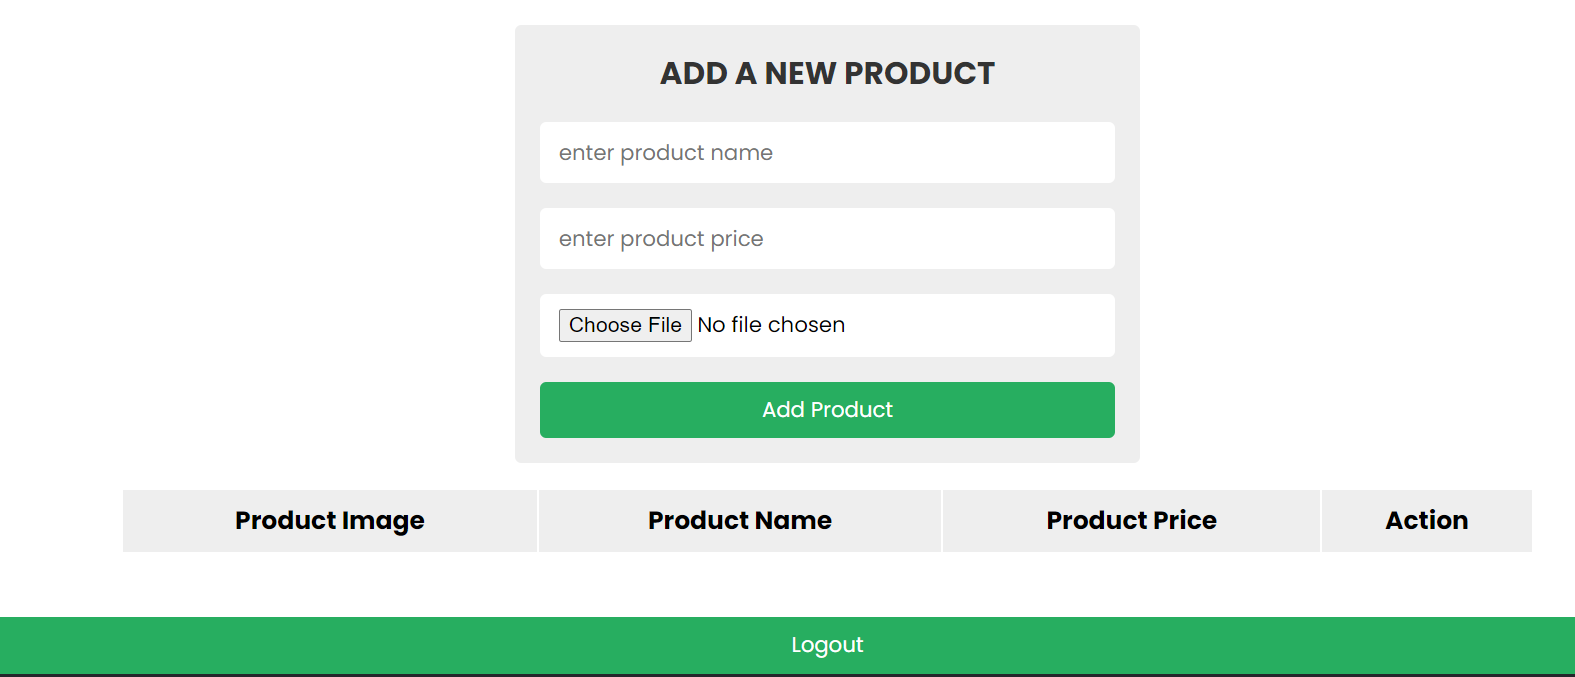 ADD A NEW PRODUCT
enter product name
enter product price
Choose File No file chosen
Add Product
Product Image Product Name Product Price Action
Logout